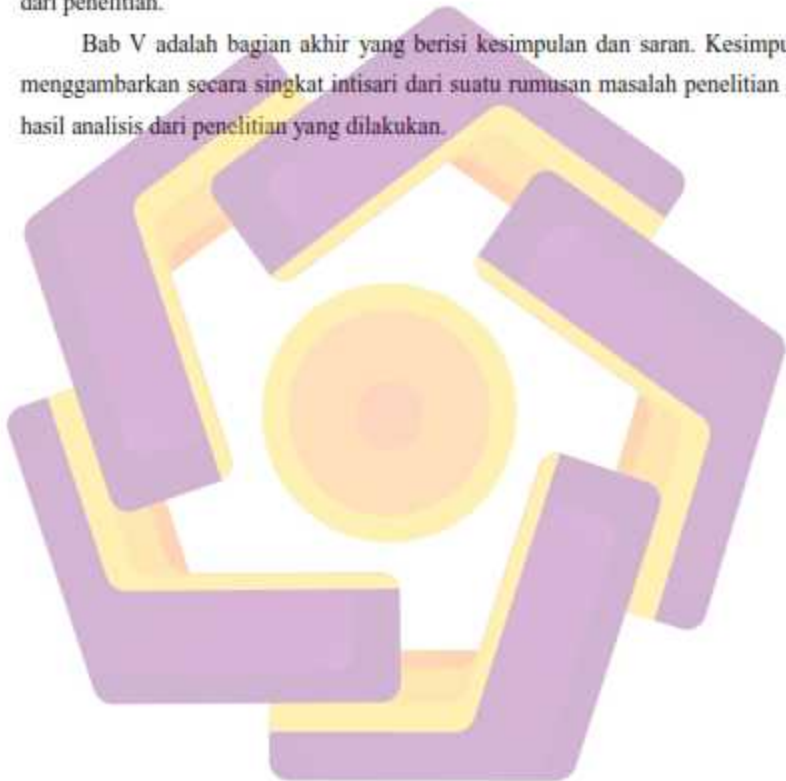 dari penelitian.
Bab V adalah bagian akhir yang berisi kesimpulan dan saran.
menggambarkan secara singkat intisari dari suatu rumusan masalah penelitian
hasil analisis dari penelitian yang dilakukan.